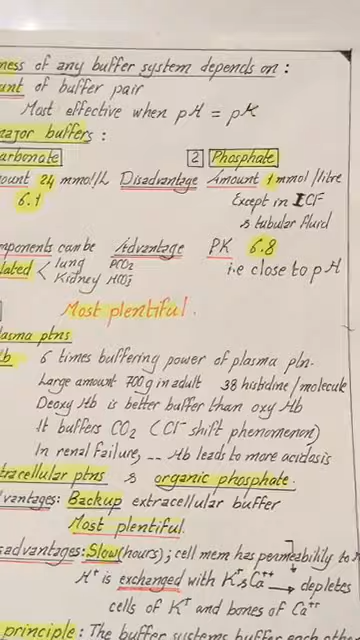 ness of any buffer system depends on :
unt of buffer pair
Most effective when pH = pK
ajor buffers :
arbonate 2 Phosphate
ount 24 mmol/L Disadvantage Amount 1 mmol/litre
6.1 Except in ICF
& tubular fluid
mponents can be Advantage PK 6.8
lated < lung PCO2 i.e close to pH
Kidney HCO3
Most plentiful.
lasma ptns
b 6 times buffering power of plasma ptn.
Large amount 700 g in adult 38 histidine/molecule
Deoxy Hb is better buffer than oxy Hb
It buffers CO2 (Cl- shift phenomenon)
In renal failure, ... Hb leads to more acidosis
tracellular ptns & organic phosphate.
vantages: Backup extracellular buffer
Most plentiful.
sadvantages: Slow (hours); cell mem has permeability to
H+ is exchanged with K+ & Ca++ → depletes
cells of K+ and bones of Ca++
principle : The buffer systems buffer each othe